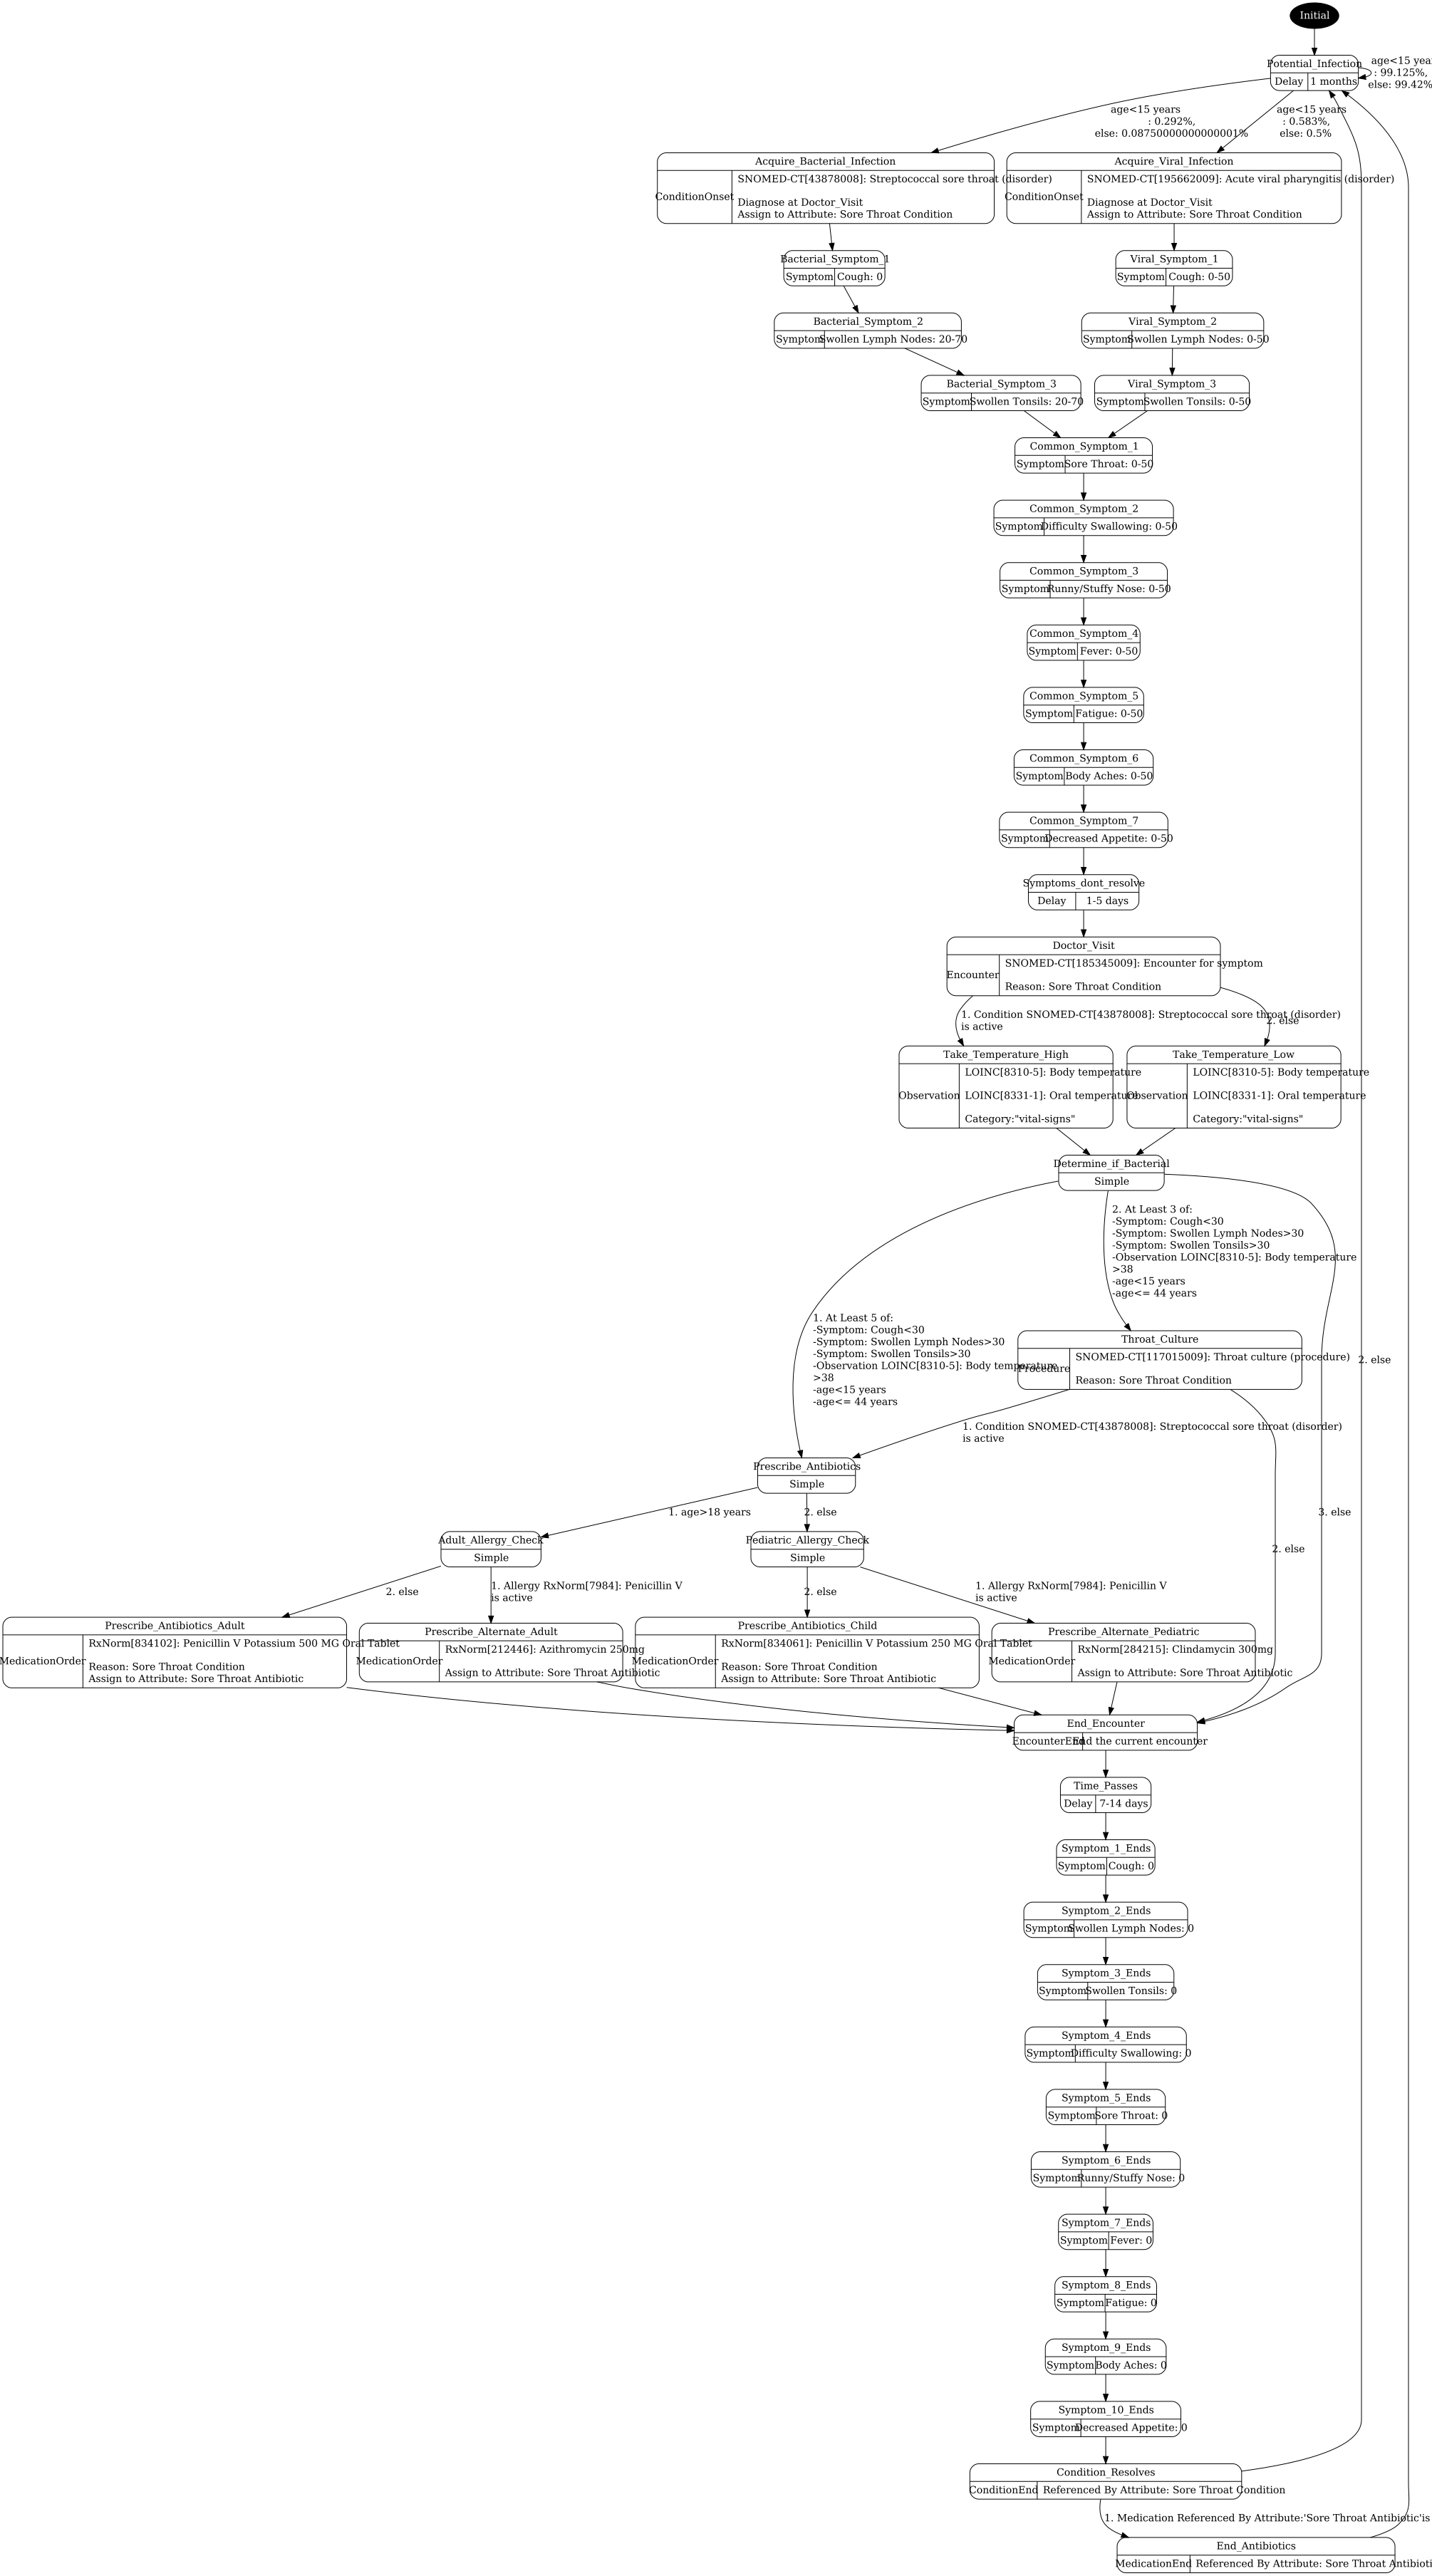 Initial
Potential_Infection
Delay 1 months
age<15 yea
: 99.125%,
else: 99.42%
age<15 years
: 0.292%,
else: 0.08750000000000001%
age<15 years
: 0.583%,
else: 0.5%
Acquire_Bacterial_Infection
ConditionOnset
SNOMED-CT[43878008]: Streptococcal sore throat (disorder)
Diagnose at Doctor_Visit
Assign to Attribute: Sore Throat Condition
Acquire_Viral_Infection
ConditionOnset
SNOMED-CT[195662009]: Acute viral pharyngitis (disorder)
Diagnose at Doctor_Visit
Assign to Attribute: Sore Throat Condition
Bacterial_Symptom_1
Symptom Cough: 0
Viral_Symptom_1
Symptom Cough: 0-50
Bacterial_Symptom_2
Symptom Swollen Lymph Nodes: 20-70
Viral_Symptom_2
Symptom Swollen Lymph Nodes: 0-50
Bacterial_Symptom_3
Symptom Swollen Tonsils: 20-70
Viral_Symptom_3
Symptom Swollen Tonsils: 0-50
Common_Symptom_1
Symptom Sore Throat: 0-50
Common_Symptom_2
Symptom Difficulty Swallowing: 0-50
Common_Symptom_3
Symptom Runny/Stuffy Nose: 0-50
Common_Symptom_4
Symptom Fever: 0-50
Common_Symptom_5
Symptom Fatigue: 0-50
Common_Symptom_6
Symptom Body Aches: 0-50
Common_Symptom_7
Symptom Decreased Appetite: 0-50
Symptoms_dont_resolve
Delay 1-5 days
Doctor_Visit
Encounter
SNOMED-CT[185345009]: Encounter for symptom
Reason: Sore Throat Condition
1. Condition SNOMED-CT[43878008]: Streptococcal sore throat (disorder)
is active
2. else
Take_Temperature_High
Observation
LOINC[8310-5]: Body temperature
LOINC[8331-1]: Oral temperature
Category:"vital-signs"
Take_Temperature_Low
Observation
LOINC[8310-5]: Body temperature
LOINC[8331-1]: Oral temperature
Category:"vital-signs"
Determine_if_Bacterial
Simple
2. At Least 3 of:
-Symptom: Cough<30
-Symptom: Swollen Lymph Nodes>30
-Symptom: Swollen Tonsils>30
-Observation LOINC[8310-5]: Body temperature
>38
-age<15 years
-age<= 44 years
1. At Least 5 of:
-Symptom: Cough<30
-Symptom: Swollen Lymph Nodes>30
-Symptom: Swollen Tonsils>30
-Observation LOINC[8310-5]: Body temperature
>38
-age<15 years
-age<= 44 years
Throat_Culture
Procedure
SNOMED-CT[117015009]: Throat culture (procedure)
Reason: Sore Throat Condition
2. else
1. Condition SNOMED-CT[43878008]: Streptococcal sore throat (disorder)
is active
Prescribe_Antibiotics
Simple
1. age>18 years
2. else
3. else
2. else
Adult_Allergy_Check
Simple
Pediatric_Allergy_Check
Simple
2. else
1. Allergy RxNorm[7984]: Penicillin V
is active
2. else
1. Allergy RxNorm[7984]: Penicillin V
is active
Prescribe_Antibiotics_Adult
MedicationOrder
RxNorm[834102]: Penicillin V Potassium 500 MG Oral Tablet
Reason: Sore Throat Condition
Assign to Attribute: Sore Throat Antibiotic
Prescribe_Alternate_Adult
MedicationOrder
RxNorm[212446]: Azithromycin 250mg
Assign to Attribute: Sore Throat Antibiotic
Prescribe_Antibiotics_Child
MedicationOrder
RxNorm[834061]: Penicillin V Potassium 250 MG Oral Tablet
Reason: Sore Throat Condition
Assign to Attribute: Sore Throat Antibiotic
Prescribe_Alternate_Pediatric
MedicationOrder
RxNorm[284215]: Clindamycin 300mg
Assign to Attribute: Sore Throat Antibiotic
End_Encounter
EncounterEnd End the current encounter
Time_Passes
Delay 7-14 days
Symptom_1_Ends
Symptom Cough: 0
Symptom_2_Ends
Symptom Swollen Lymph Nodes: 0
Symptom_3_Ends
Symptom Swollen Tonsils: 0
Symptom_4_Ends
Symptom Difficulty Swallowing: 0
Symptom_5_Ends
Symptom Sore Throat: 0
Symptom_6_Ends
Symptom Runny/Stuffy Nose: 0
Symptom_7_Ends
Symptom Fever: 0
Symptom_8_Ends
Symptom Fatigue: 0
Symptom_9_Ends
Symptom Body Aches: 0
Symptom_10_Ends
Symptom Decreased Appetite: 0
Condition_Resolves
ConditionEnd Referenced By Attribute: Sore Throat Condition
1. Medication Referenced By Attribute:'Sore Throat Antibiotic'is
End_Antibiotics
MedicationEnd Referenced By Attribute: Sore Throat Antibioti